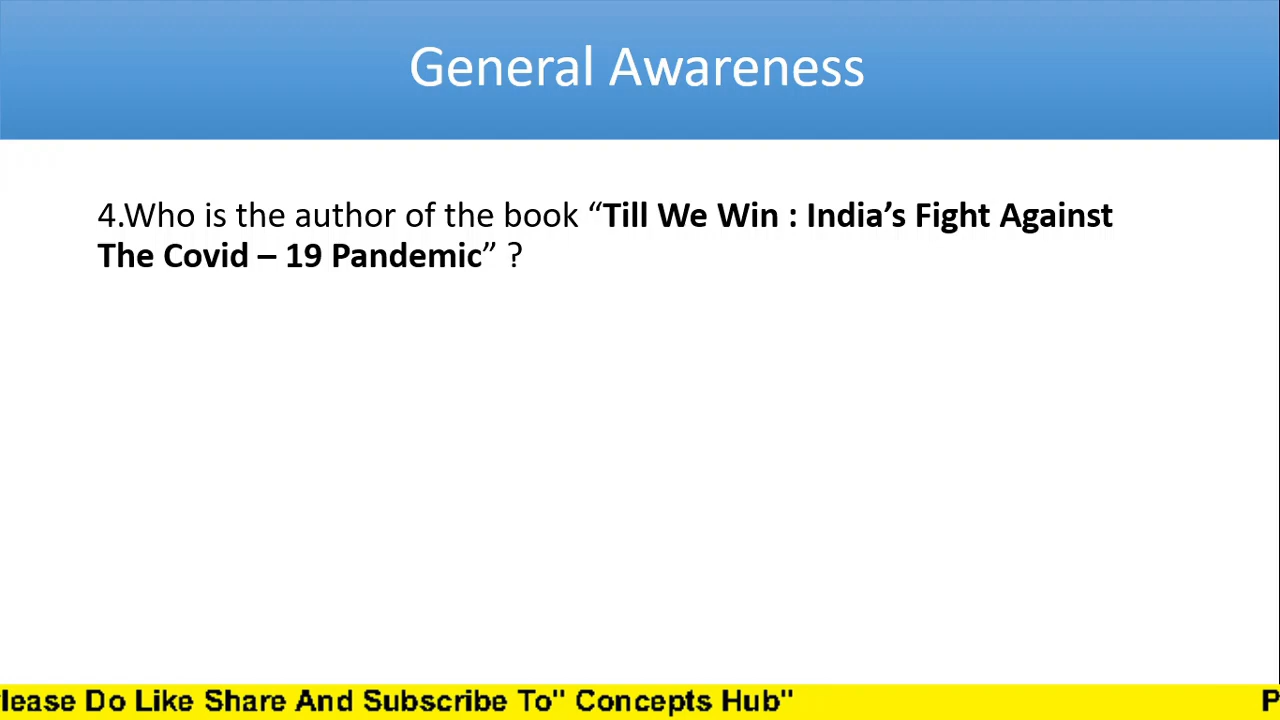 General Awareness
4.Who is the author of the book “Till We Win : India’s Fight Against
The Covid – 19 Pandemic” ?
lease Do Like Share And Subscribe To" Concepts Hub"
P